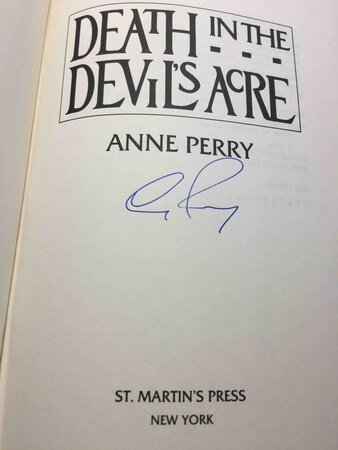 DEATH IN THE
DEVIL'S ACRE
ANNE PERRY
ST. MARTIN'S PRESS
NEW YORK